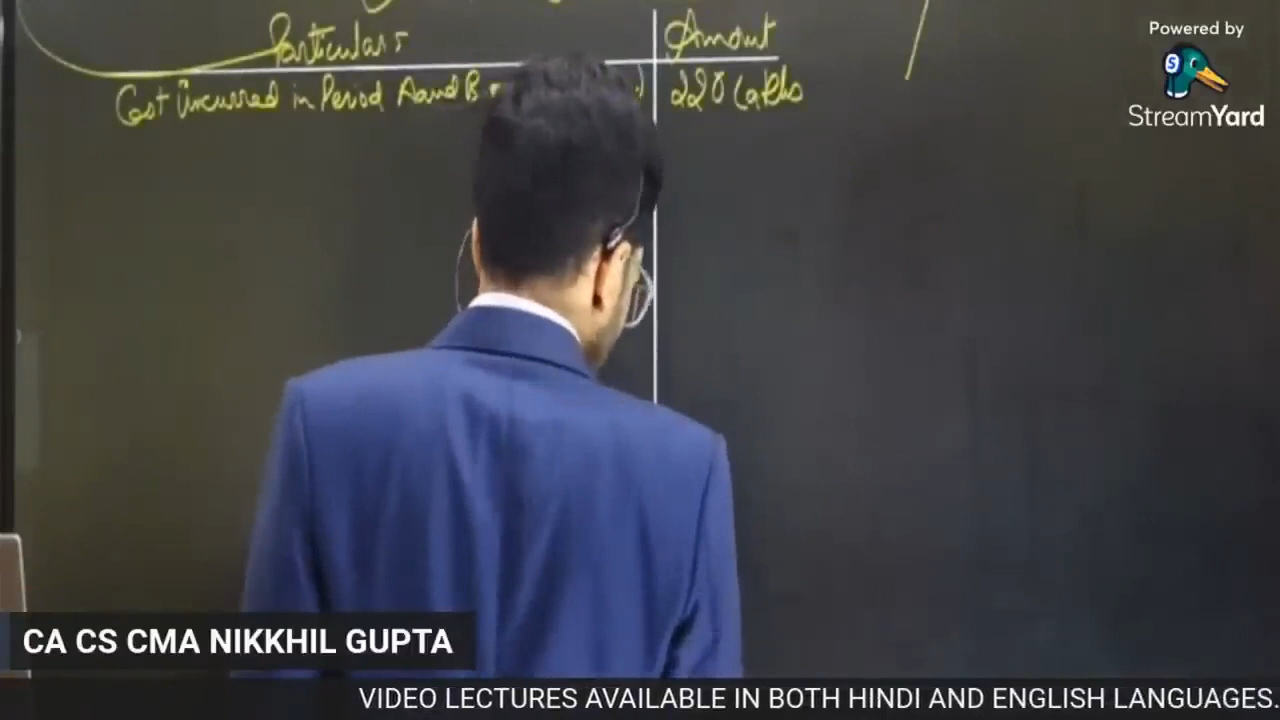 Particulars
Amout
Cost incurred in Period A and B
220 Lakhs
Powered by
StreamYard
CA CS CMA NIKKHIL GUPTA
VIDEO LECTURES AVAILABLE IN BOTH HINDI AND ENGLISH LANGUAGES.